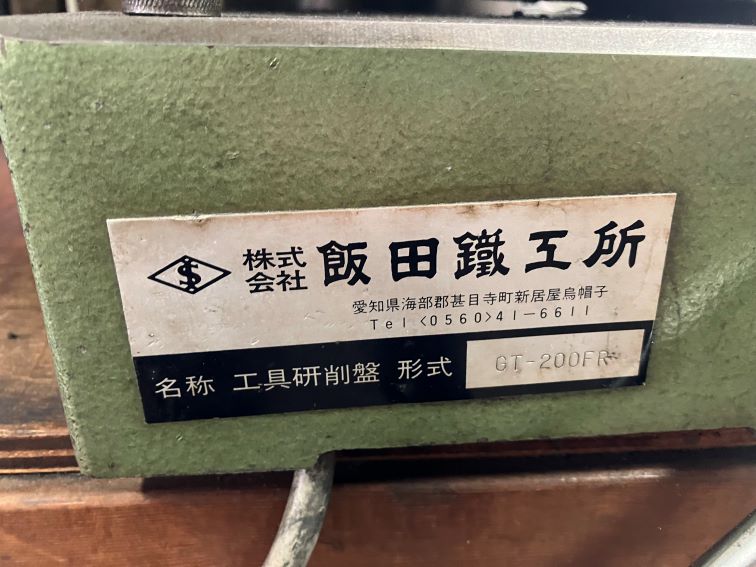 株式会社 飯田鐵工所
愛知県海部郡甚目寺町新居屋烏帽子
Tel <0560>41-6611
名称 工具研削盤 形式 GT-200FR